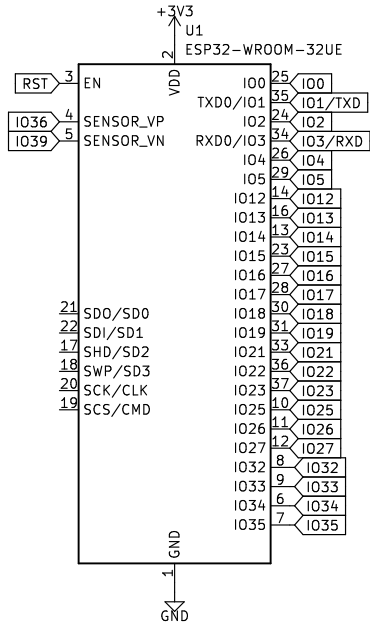 +3V3
U1
ESP32-WROOM-32UE
2
VDD
RST 3 EN
IO36 4 SENSOR_VP
IO39 5 SENSOR_VN
21 SDO/SD0
22 SDI/SD1
17 SHD/SD2
18 SWP/SD3
20 SCK/CLK
19 SCS/CMD
IO0 25 IO0
TXD0/IO1 35 IO1/TXD
IO2 24 IO2
RXD0/IO3 34 IO3/RXD
IO4 26 IO4
IO5 29 IO5
IO12 14 IO12
IO13 16 IO13
IO14 13 IO14
IO15 23 IO15
IO16 27 IO16
IO17 28 IO17
IO18 30 IO18
IO19 31 IO19
IO21 33 IO21
IO22 36 IO22
IO23 37 IO23
IO25 10 IO25
IO26 11 IO26
IO27 12 IO27
IO32 8 IO32
IO33 9 IO33
IO34 6 IO34
IO35 7 IO35
GND
1
GND